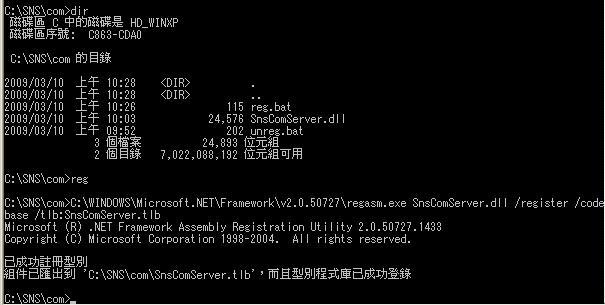 C:\SNS\com>dir
磁碟區 C 中的磁碟是 HD_WINXP
磁碟區序號:  C863-CDA0
C:\SNS\com 的目錄
2009/03/10  上午 10:28    <DIR>          .
2009/03/10  上午 10:28    <DIR>          ..
2009/03/10  上午 10:26               115 reg.bat
2009/03/10  上午 10:03            24,576 SnsComServer.dll
2009/03/10  上午 09:52               202 unreg.bat
3 個檔案          24,893 位元組
2 個目錄   7,022,088,192 位元組可用
C:\SNS\com>reg
C:\SNS\com>C:\WINDOWS\Microsoft.NET\Framework\v2.0.50727\regasm.exe SnsComServer.dll /register /code
base /tlb:SnsComServer.tlb
Microsoft (R) .NET Framework Assembly Registration Utility 2.0.50727.1433
Copyright (C) Microsoft Corporation 1998-2004.  All rights reserved.
已成功註冊型別
組件已匯出到 'C:\SNS\com\SnsComServer.tlb'，而且型別程式庫已成功登錄
C:\SNS\com>